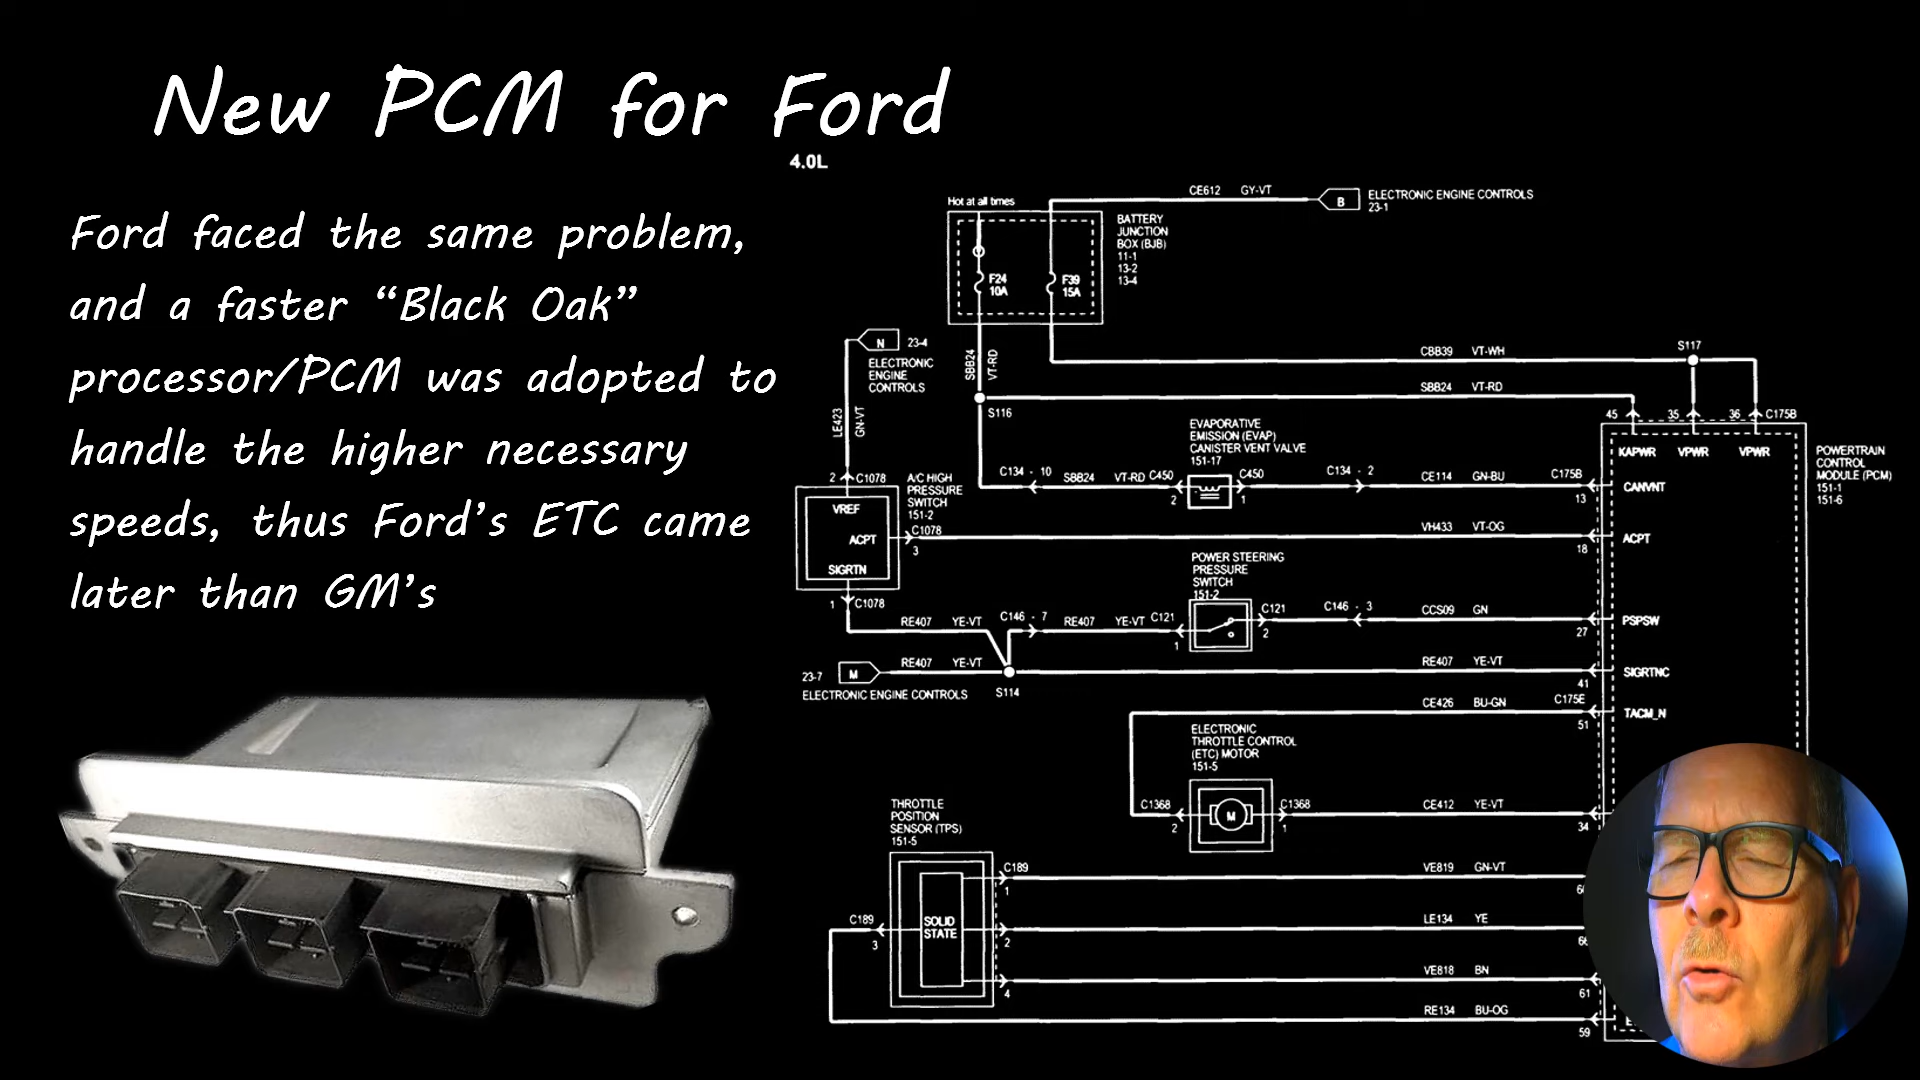 New PCM for Ford
4.0L
Ford faced the same problem,
and a faster “Black Oak”
processor/PCM was adopted to
handle the higher necessary
speeds, thus Ford’s ETC came
later than GM’s
Hot at all times
F24
10A
F39
15A
BATTERY
JUNCTION
BOX (BJB)
11-1
13-2
13-4
CE612 GY-VT
B
ELECTRONIC ENGINE CONTROLS
23-1
N 23-4
ELECTRONIC
ENGINE
CONTROLS
LE423 GN-VT
SBB24 VT-RD
S116
CBB39 VT-WH
S117
SBB24 VT-RD
45 35 36 C175B
KAPWR VPWR VPWR
POWERTRAIN
CONTROL
MODULE (PCM)
151-1
151-6
EVAPORATIVE
EMISSION (EVAP)
CANISTER VENT VALVE
151-17
C134 - 10 SBB24 VT-RD C450 C450 C134 - 2 CE114 GN-BU C175B
2 1 13
CANVNT
2 C1078
A/C HIGH
PRESSURE
SWITCH
151-2
VREF
ACPT
SIGRTN
C1078
3
VH433 VT-OG
18
ACPT
1 C1078
POWER STEERING
PRESSURE
SWITCH
151-2
RE407 YE-VT C146 - 7 RE407 YE-VT C121 C121 C146 - 3 CCS09 GN
1 2 27
PSPSW
23-7 M RE407 YE-VT
ELECTRONIC ENGINE CONTROLS
S114
RE407 YE-VT
41
SIGRTNC
CE426 BU-GN C175E
51
TACM_N
ELECTRONIC
THROTTLE CONTROL
(ETC) MOTOR
151-5
C1368 M C1368 CE412 YE-VT
2 1 34
THROTTLE
POSITION
SENSOR (TPS)
151-5
C189
1
VE819 GN-VT
SOLID
STATE
C189
3
2
LE134 YE
4
VE818 BN
61
RE134 BU-OG
59